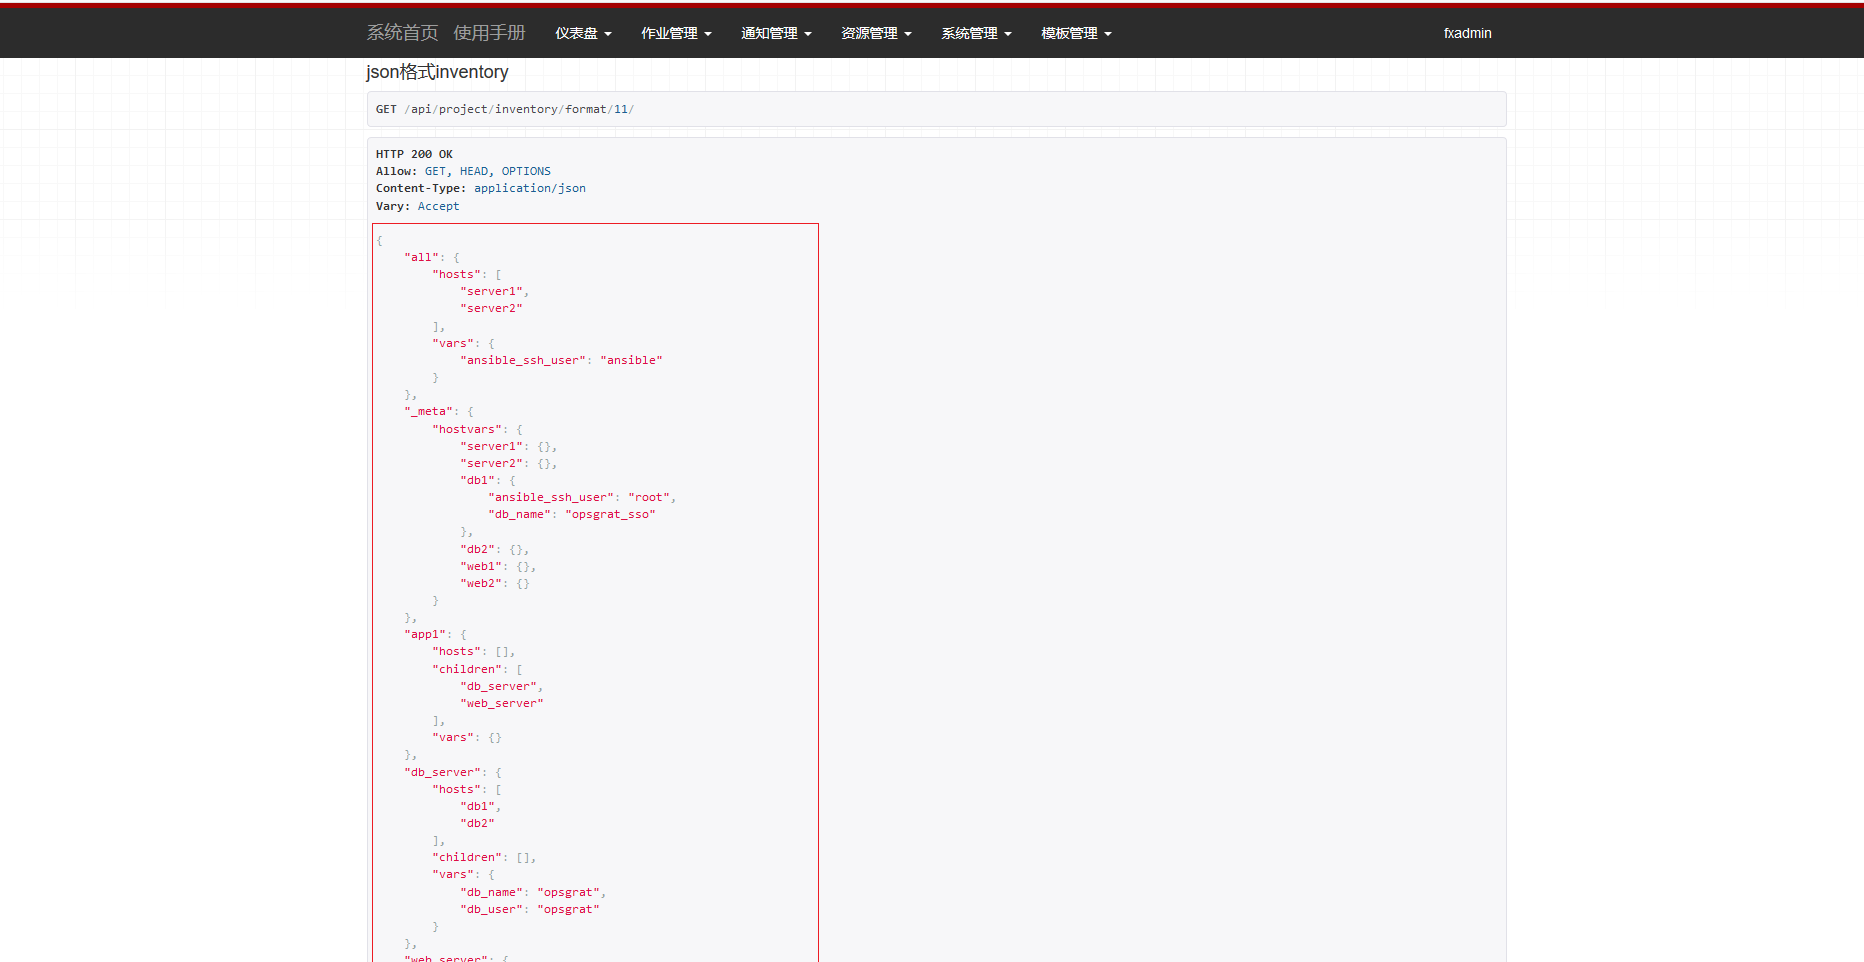 系统首页 使用手册 仪表盘 作业管理 通知管理 资源管理 系统管理 模板管理 fxadmin
json格式inventory
GET /api/project/inventory/format/11/
HTTP 200 OK
Allow: GET, HEAD, OPTIONS
Content-Type: application/json
Vary: Accept
{
    "all": {
        "hosts": [
            "server1",
            "server2"
        ],
        "vars": {
            "ansible_ssh_user": "ansible"
        }
    },
    "_meta": {
        "hostvars": {
            "server1": {},
            "server2": {},
            "db1": {
                "ansible_ssh_user": "root",
                "db_name": "opsgrat_sso"
            },
            "db2": {},
            "web1": {},
            "web2": {}
        }
    },
    "app1": {
        "hosts": [],
        "children": [
            "db_server",
            "web_server"
        ],
        "vars": {}
    },
    "db_server": {
        "hosts": [
            "db1",
            "db2"
        ],
        "children": [],
        "vars": {
            "db_name": "opsgrat",
            "db_user": "opsgrat"
        }
    },
    "web_server": {